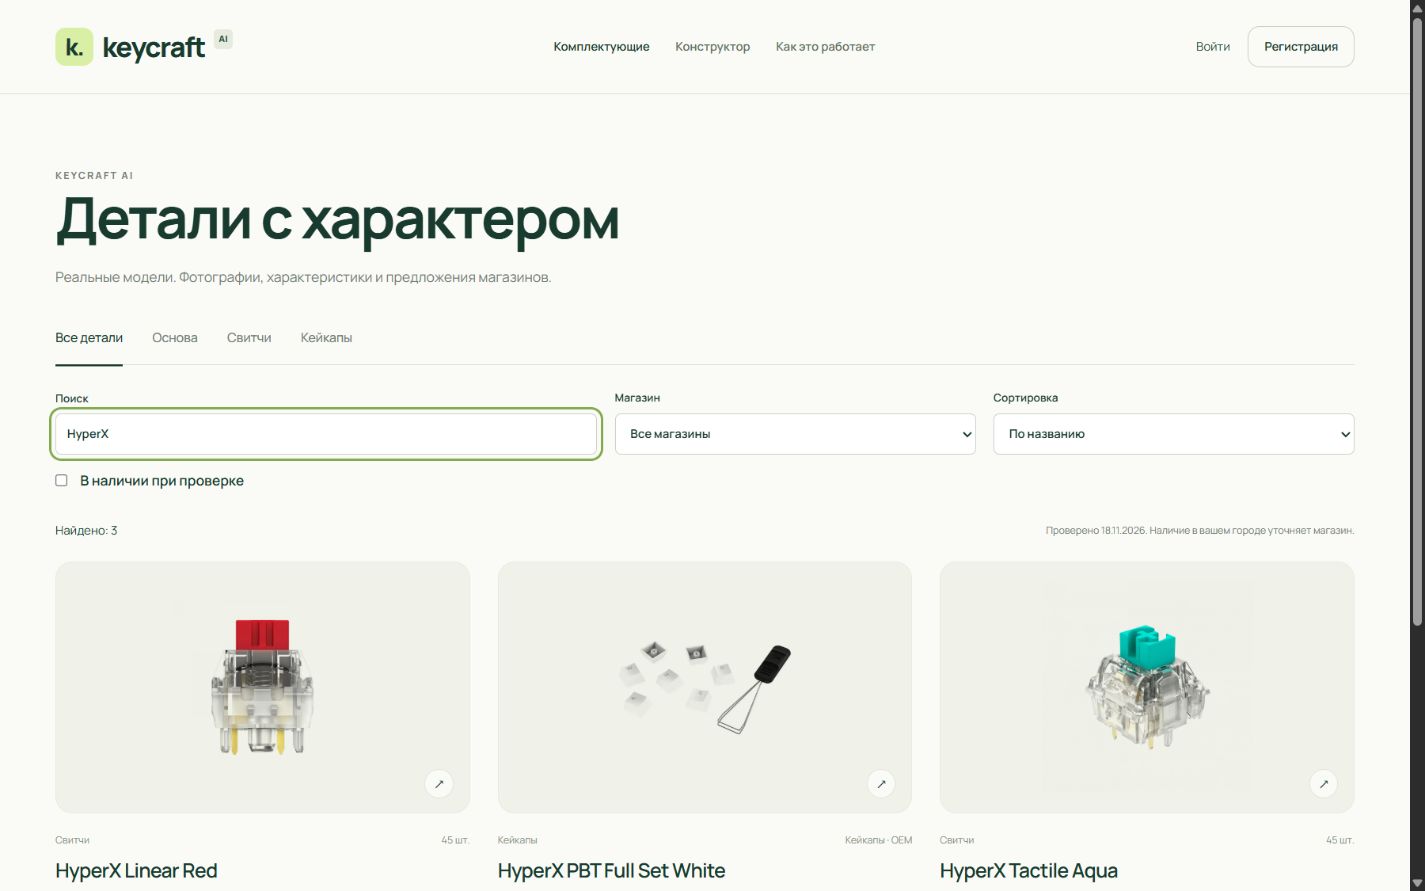 k. keycraft AI
Комплектующие
Конструктор
Как это работает
Войти
Регистрация
KEYCRAFT AI
Детали с характером
Реальные модели. Фотографии, характеристики и предложения магазинов.
Все детали
Основа
Свитчи
Кейкапы
Поиск
HyperX
Магазин
Все магазины
Сортировка
По названию
В наличии при проверке
Найдено: 3
Проверено 18.11.2026. Наличие в вашем городе уточняет магазин.
Свитчи
45 шт.
HyperX Linear Red
Кейкапы
Кейкапы · OEM
HyperX PBT Full Set White
Свитчи
45 шт.
HyperX Tactile Aqua